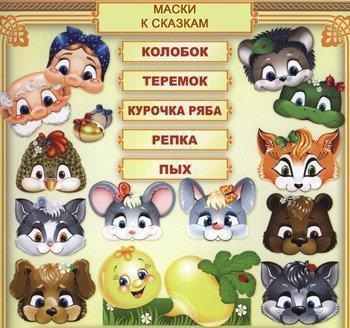 МАСКИ
К СКАЗКАМ
КОЛОБОК
ТЕРЕМОК
КУРОЧКА РЯБА
РЕПКА
ПЫХ